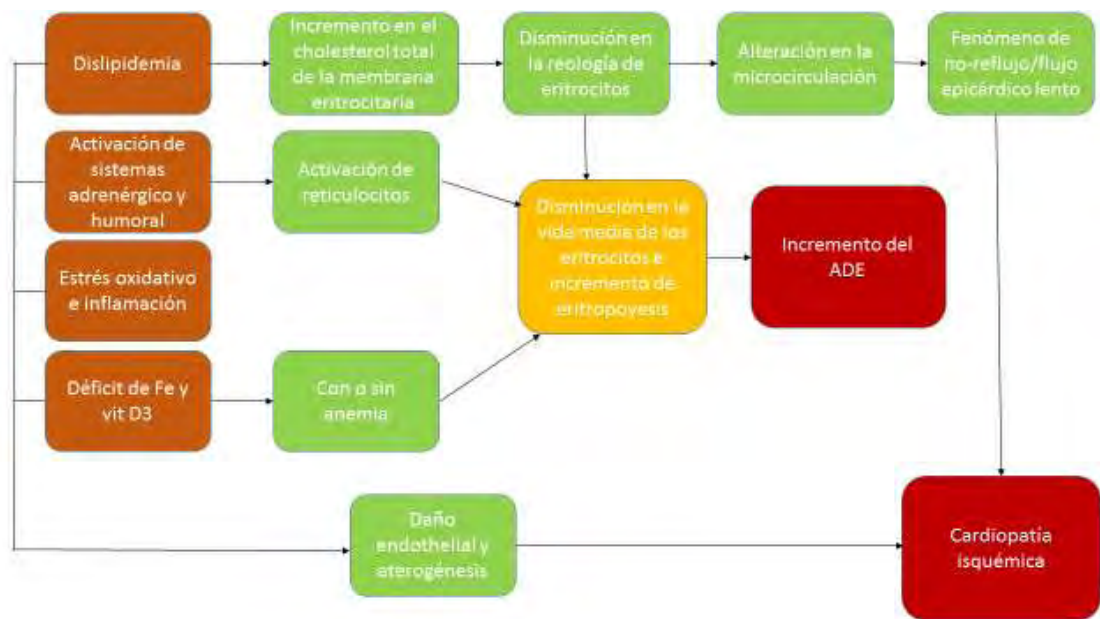 Dislipidemia
Incremento en el
cholesterol total
de la membrana
eritrocitaria
Disminución en
la reología de
eritrocitos
Alteración en la
microcirculación
Fenómeno de
no-reflujo/flujo
epicárdico lento
Activación de
sistemas
adrenérgico y
humoral
Activación de
reticulocitos
Disminución en la
vida media de los
eritrocitos e
incremento de
eritropoyesis
Incremento del
ADE
Estrés oxidativo
e inflamación
Déficit de Fe y
vit D3
Con o sin
anemia
Daño
endothelial y
aterogénesis
Cardiopatía
isquémica